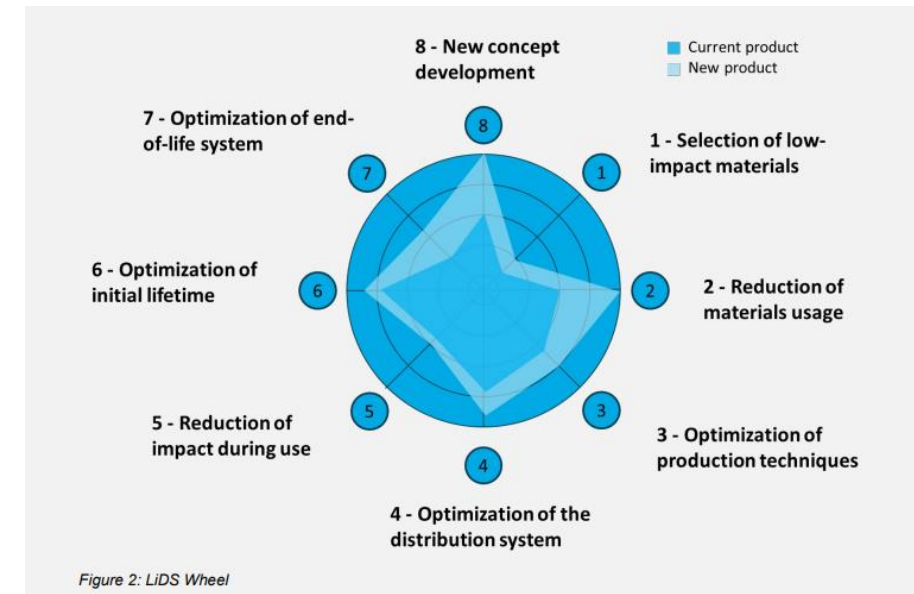 8 - New concept
development
Current product
New product
7 - Optimization of end-
of-life system
8
1 - Selection of low-
impact materials
7
1
6 - Optimization of
initial lifetime
6
2
2 - Reduction of
materials usage
5 - Reduction of
impact during use
5
3
3 - Optimization of
production techniques
4
4 - Optimization of the
distribution system
Figure 2: LiDS Wheel